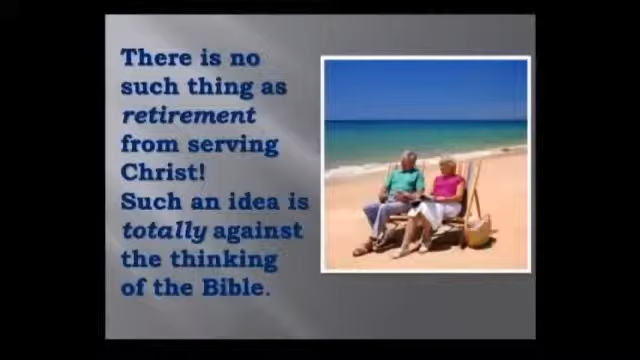 There is no
such thing as
retirement
from serving
Christ!
Such an idea is
totally against
the thinking
of the Bible.